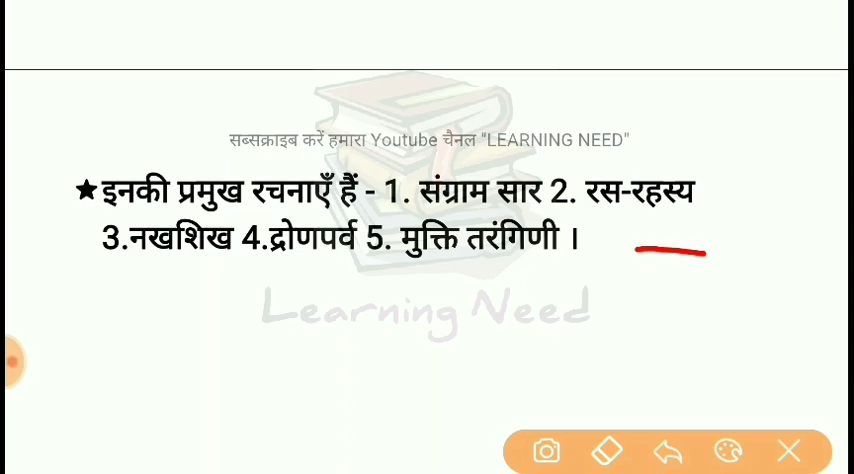 सब्सक्राइब करें हमारा Youtube चैनल "LEARNING NEED"
★इनकी प्रमुख रचनाएँ हैं - 1. संग्राम सार 2. रस-रहस्य
3.नखशिख 4.द्रोणपर्व 5. मुक्ति तरंगिणी ।
Learning Need